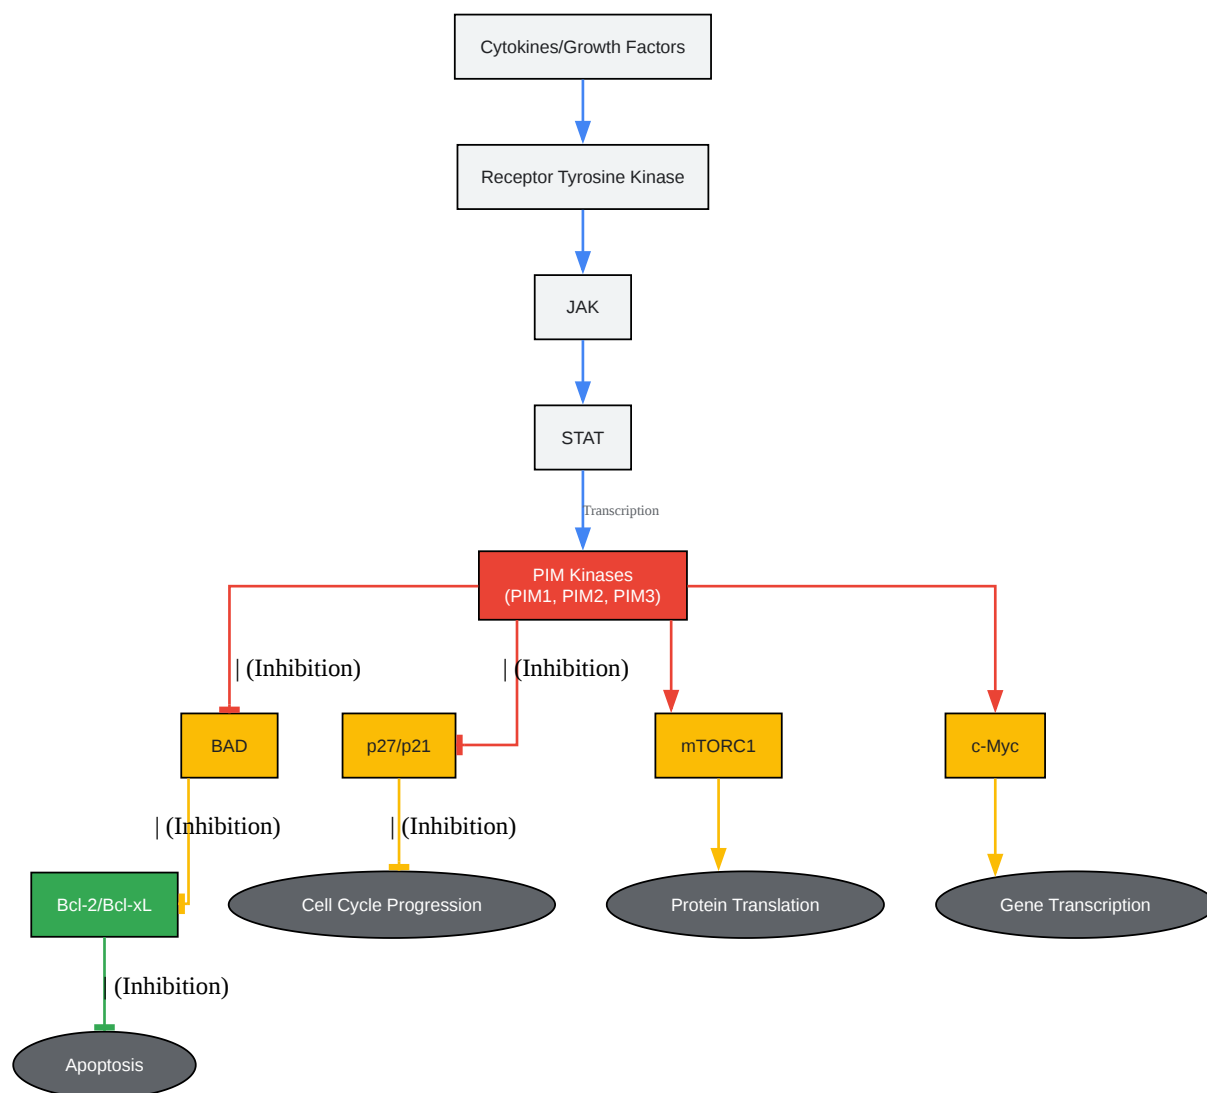 Cytokines/Growth Factors
Receptor Tyrosine Kinase
JAK
STAT
Transcription
PIM Kinases
(PIM1, PIM2, PIM3)
| (Inhibition)
| (Inhibition)
BAD
p27/p21
mTORC1
c-Myc
| (Inhibition)
| (Inhibition)
Bcl-2/Bcl-xL
Cell Cycle Progression
Protein Translation
Gene Transcription
| (Inhibition)
Apoptosis